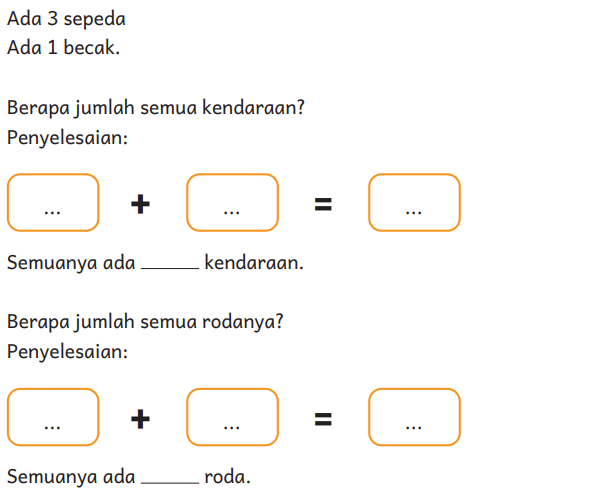 Ada 3 sepeda
Ada 1 becak.
Berapa jumlah semua kendaraan?
Penyelesaian:
... + ... = ...
Semuanya ada ______ kendaraan.
Berapa jumlah semua rodanya?
Penyelesaian:
... + ... = ...
Semuanya ada ______ roda.